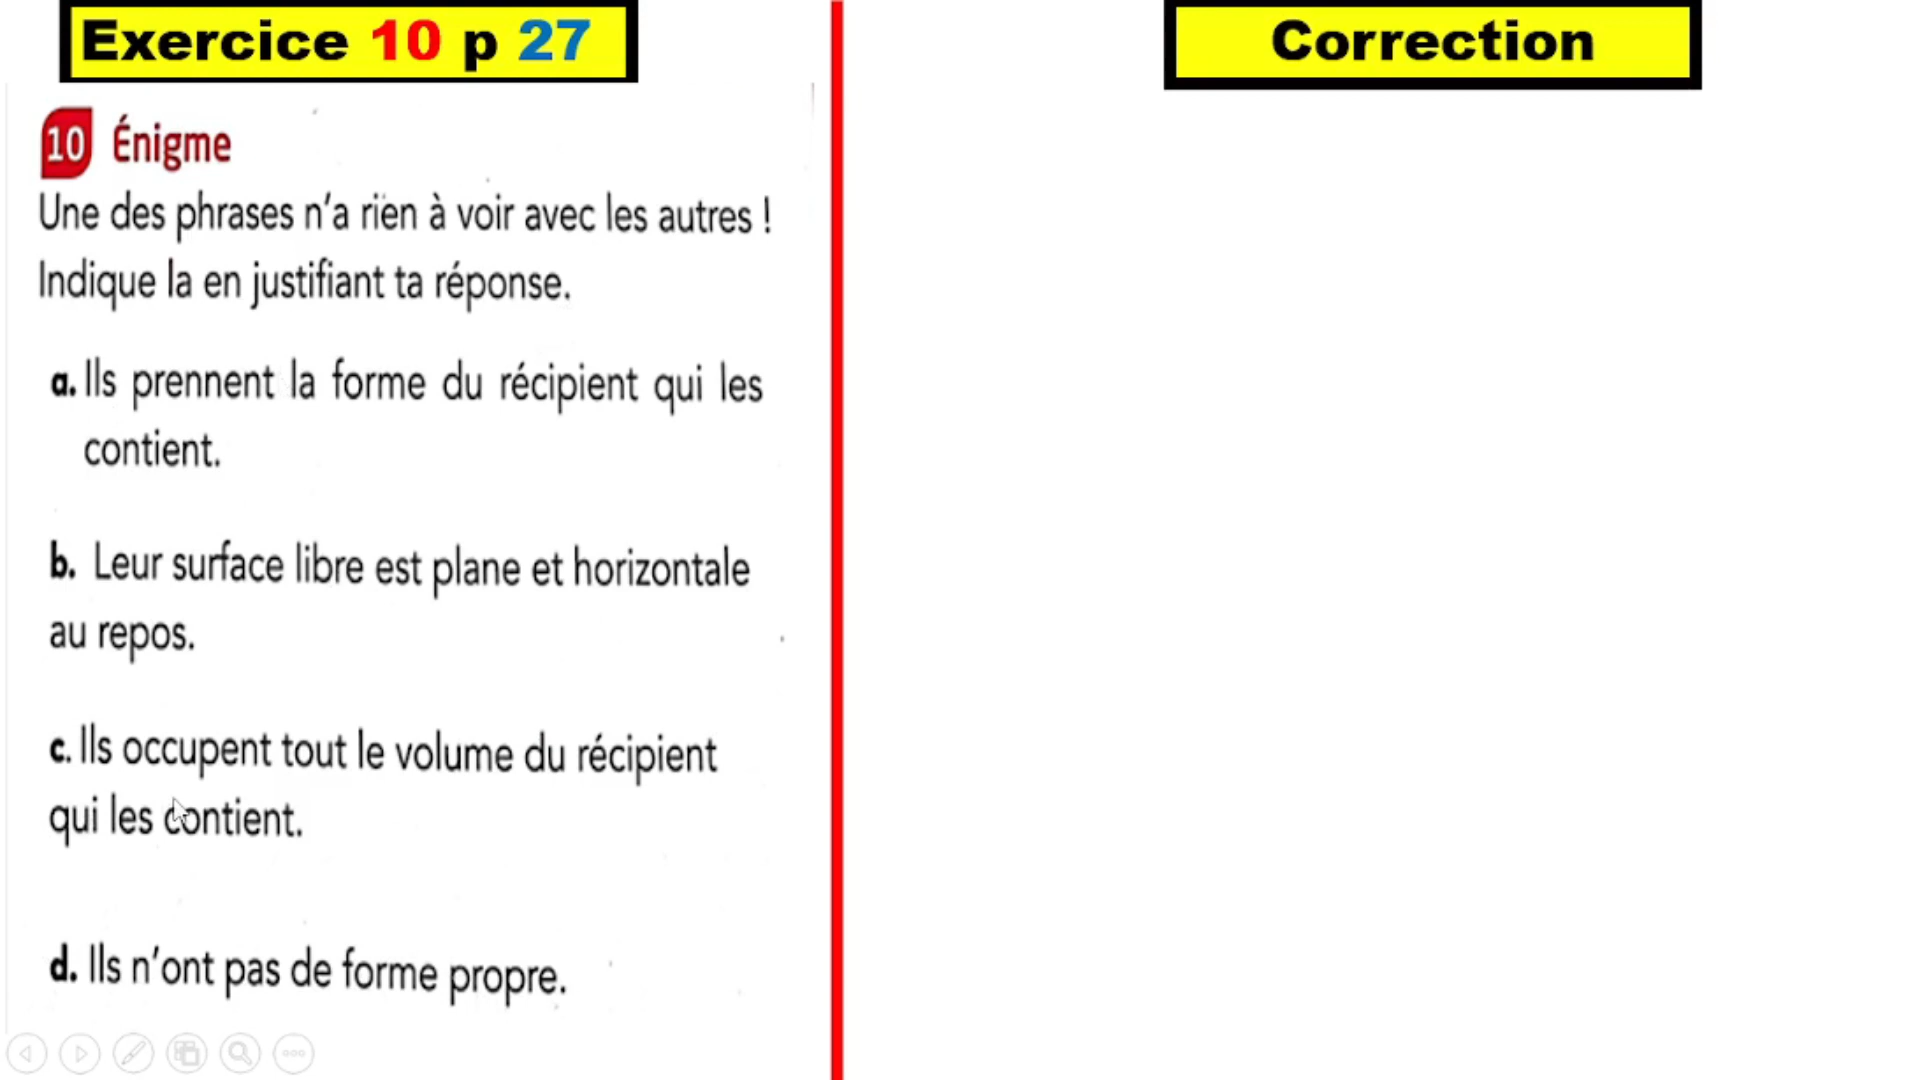 Exercice 10 p 27
Correction
10 Énigme
Une des phrases n'a rien à voir avec les autres !
Indique la en justifiant ta réponse.
a. Ils prennent la forme du récipient qui les
contient.
b. Leur surface libre est plane et horizontale
au repos.
c. Ils occupent tout le volume du récipient
qui les contient.
d. Ils n'ont pas de forme propre.